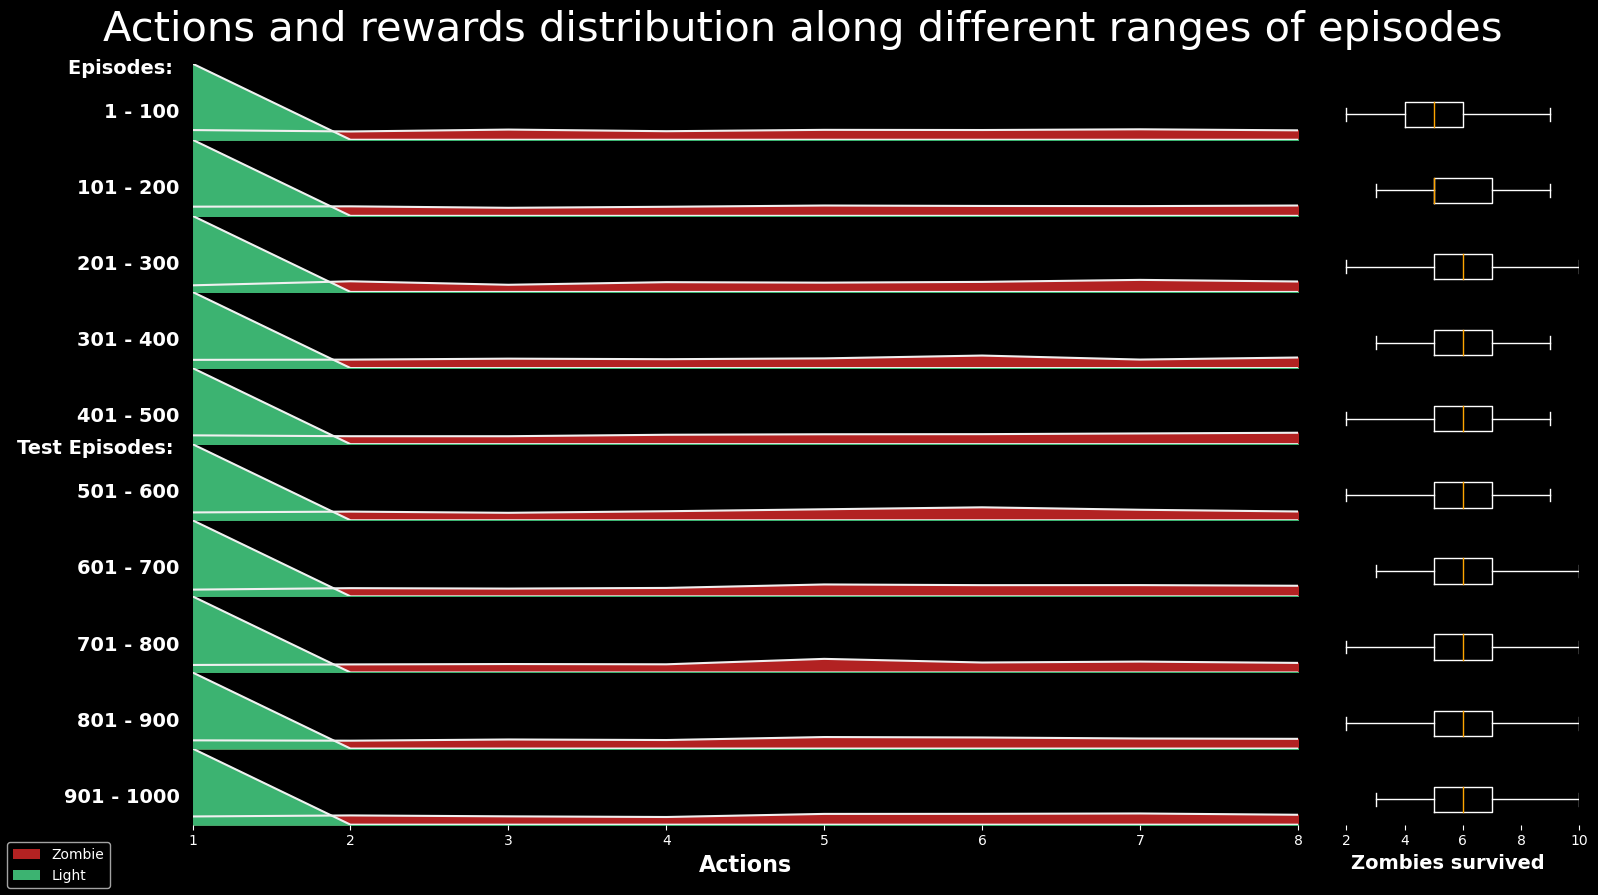 Actions and rewards distribution along different ranges of episodes
Episodes:
1 - 100
101 - 200
201 - 300
301 - 400
401 - 500
Test Episodes:
501 - 600
601 - 700
701 - 800
801 - 900
901 - 1000
1 2 3 4 5 6 7 8
Actions
2 4 6 8 10
Zombies survived
Zombie
Light